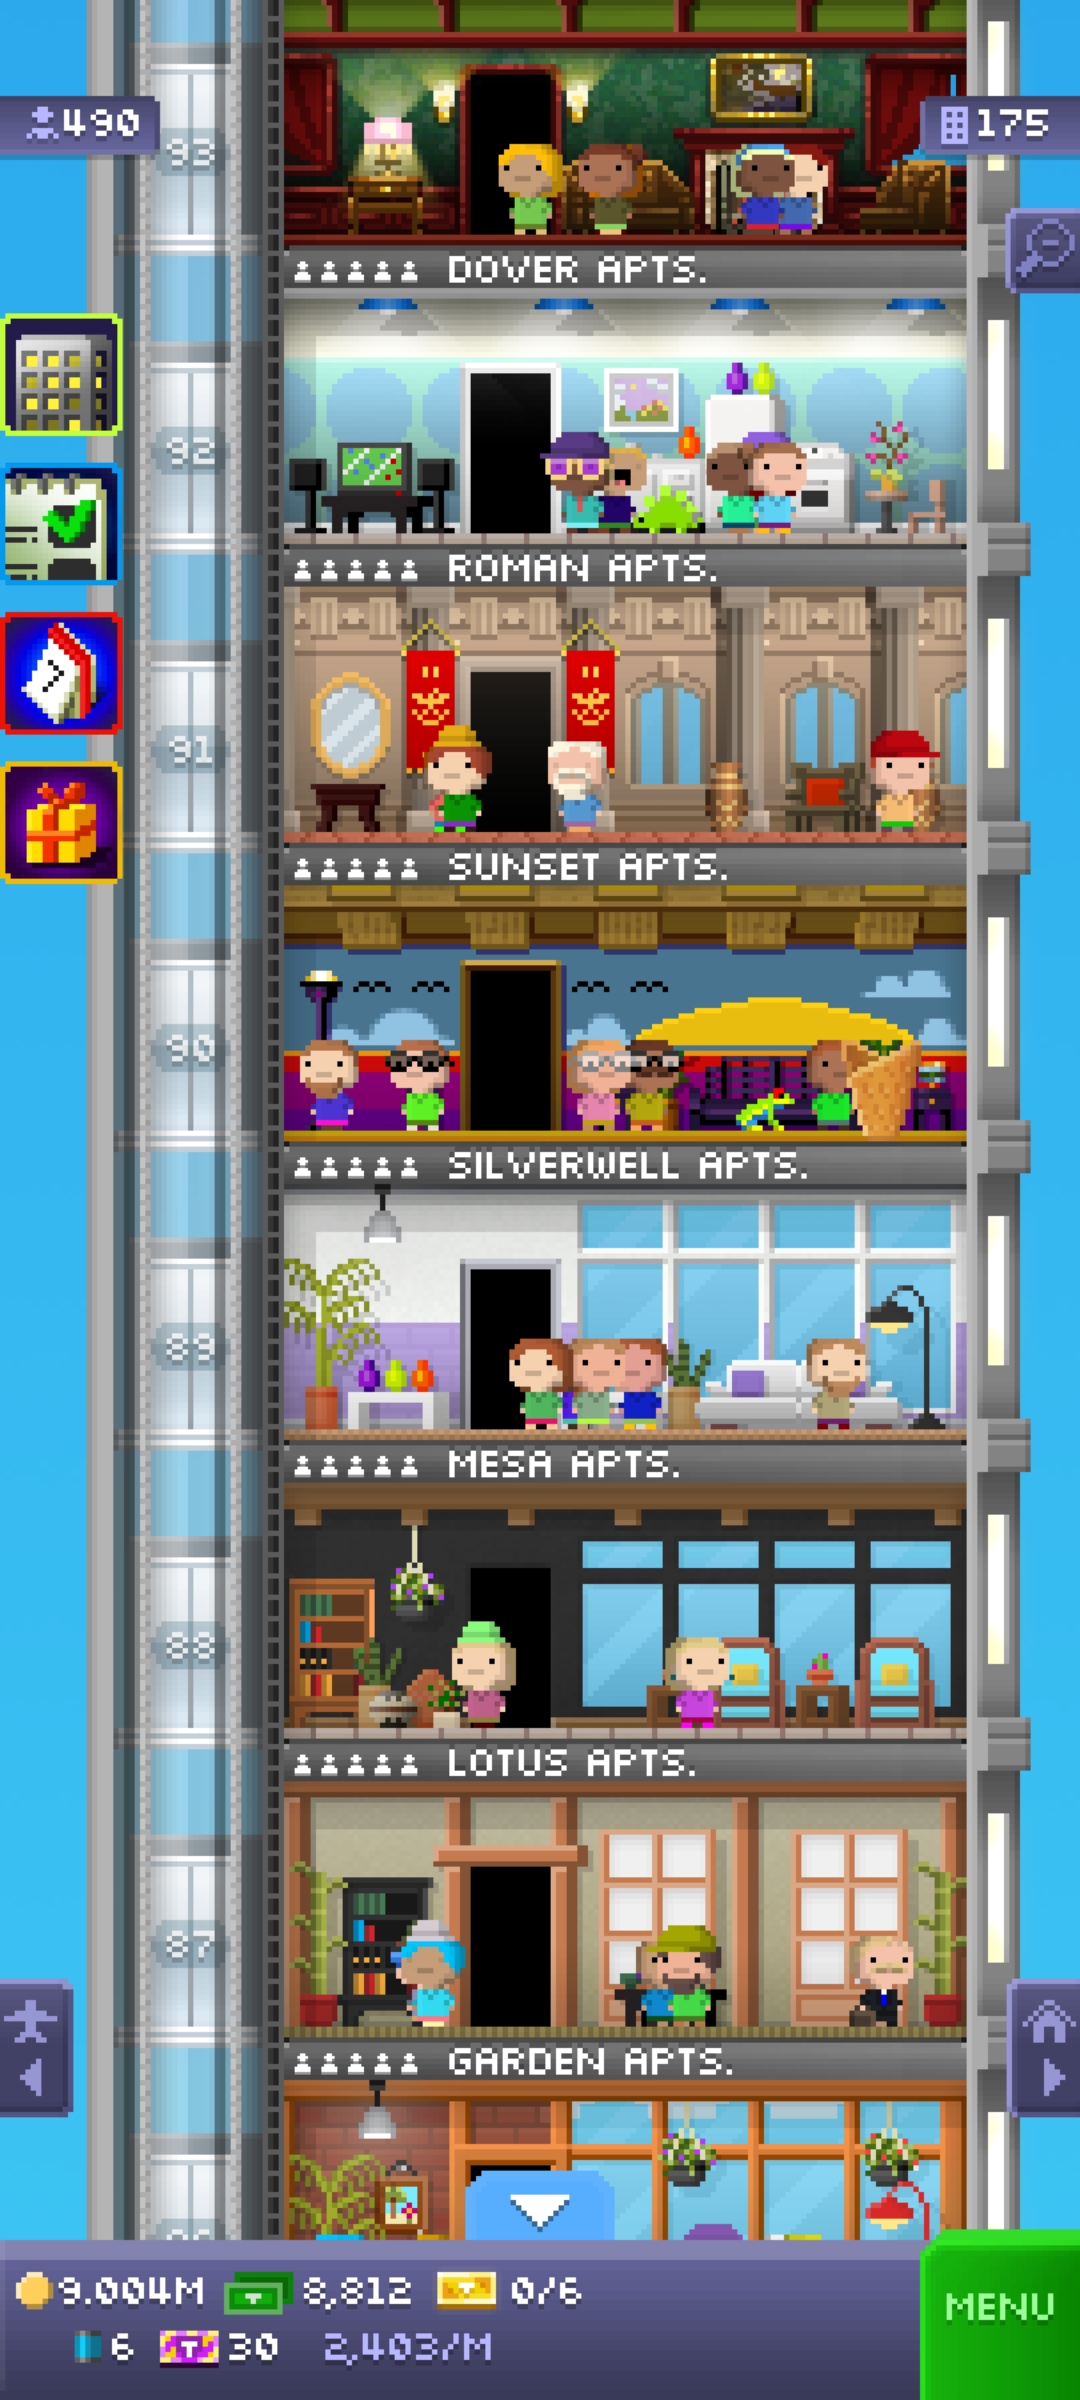 490
175
93
DOVER APTS.
92
ROMAN APTS.
91
SUNSET APTS.
90
SILVERWELL APTS.
89
MESA APTS.
88
LOTUS APTS.
87
GARDEN APTS.
9.004M 8,812 0/6
6 T 30 2,403/M
MENU